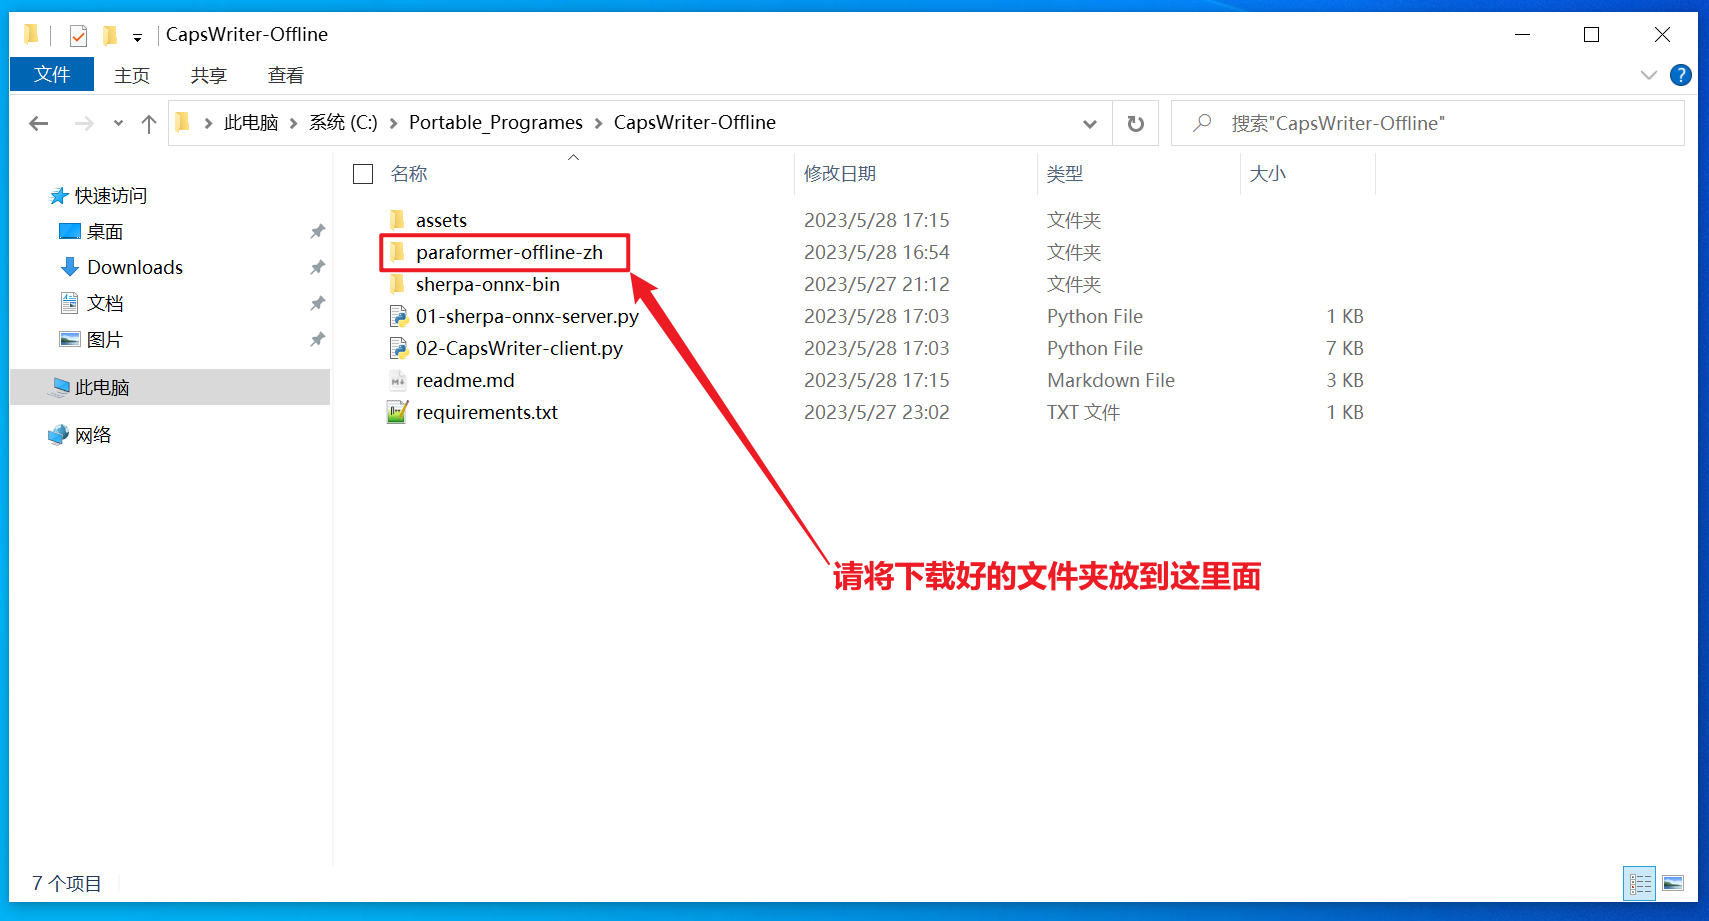 CapsWriter-Offline
文件 主页 共享 查看
此电脑 系统 (C:) Portable_Programes CapsWriter-Offline
搜索"CapsWriter-Offline"
快速访问
桌面
Downloads
文档
图片
此电脑
网络
名称 修改日期 类型 大小
assets 2023/5/28 17:15 文件夹
paraformer-offline-zh 2023/5/28 16:54 文件夹
sherpa-onnx-bin 2023/5/27 21:12 文件夹
01-sherpa-onnx-server.py 2023/5/28 17:03 Python File 1 KB
02-CapsWriter-client.py 2023/5/28 17:03 Python File 7 KB
readme.md 2023/5/28 17:15 Markdown File 3 KB
requirements.txt 2023/5/27 23:02 TXT 文件 1 KB
请将下载好的文件夹放到这里面
7 个项目